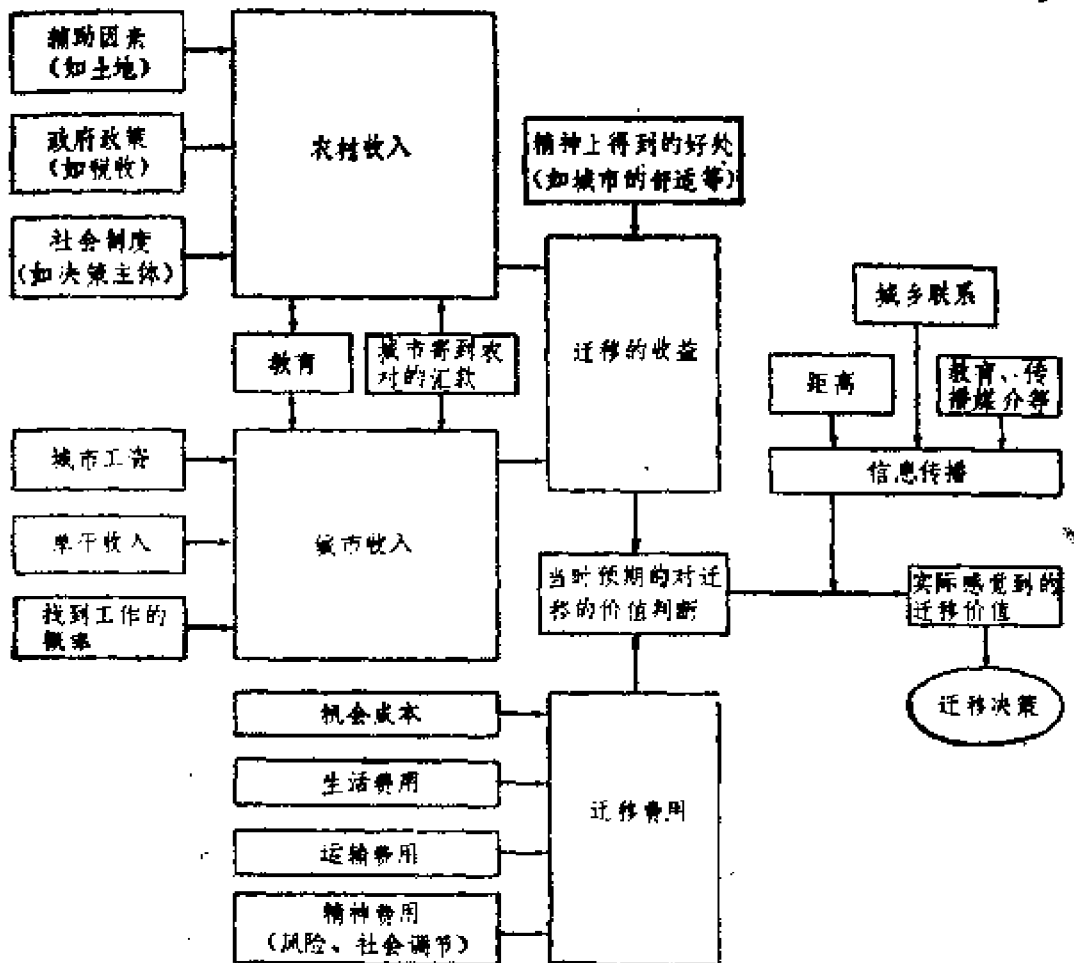 辅助因素
(如土地)
农村收入
政府政策
(如税收)
精神上得到的好处
(如城市的舒适等)
社会制度
(如决策主体)
城乡联系
教育
城市寄到农
对的汇款
迁移的收益
距离
教育、传
播媒介等
城市工资
信息传播
单干收入
城市收入
当时预期的对迁
移的价值判断
实际感觉到的
迁移价值
找到工作的
概率
机会成本
迁移决策
生活费用
迁移费用
运输费用
精神费用
(风险、社会调节)